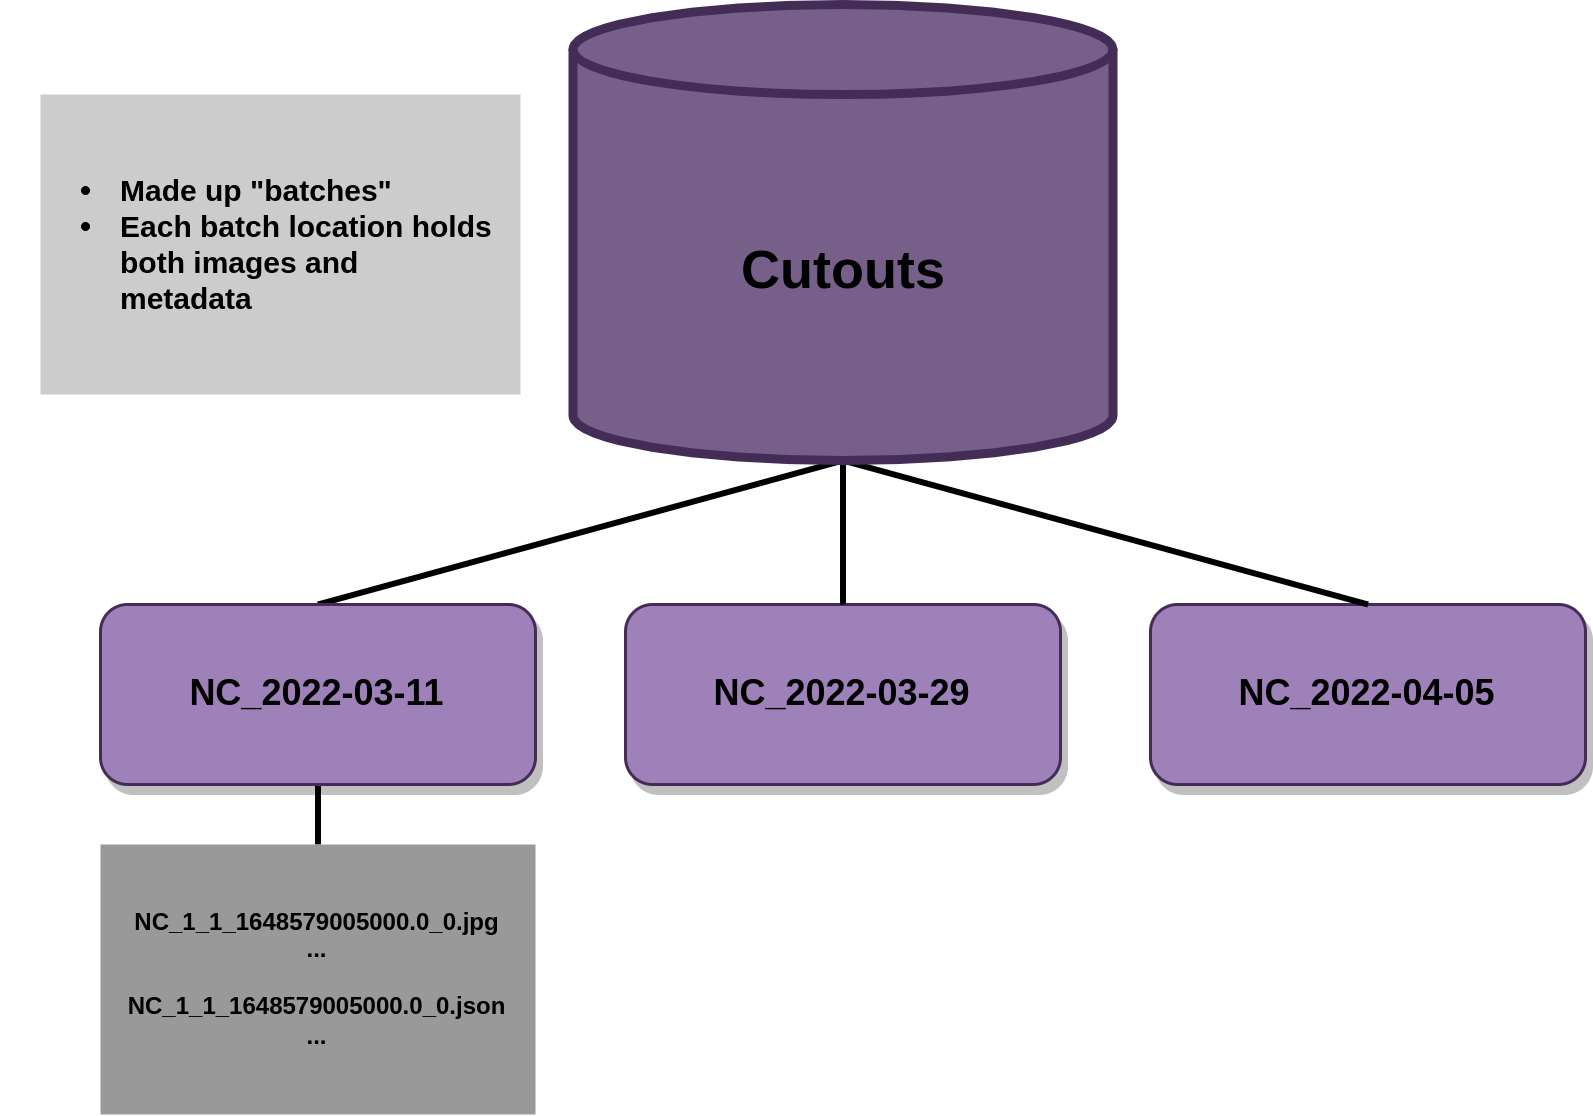 Cutouts
• Made up "batches"
• Each batch location holds
both images and
metadata
NC_2022-03-11
NC_2022-03-29
NC_2022-04-05
NC_1_1_1648579005000.0_0.jpg
...
NC_1_1_1648579005000.0_0.json
...